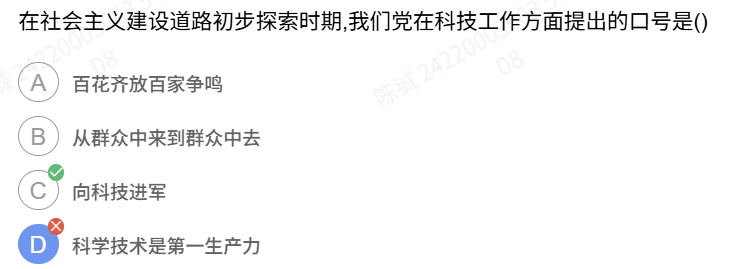 在社会主义建设道路初步探索时期,我们党在科技工作方面提出的口号是()
A 百花齐放百家争鸣
B 从群众中来到群众中去
C 向科技进军
D 科学技术是第一生产力